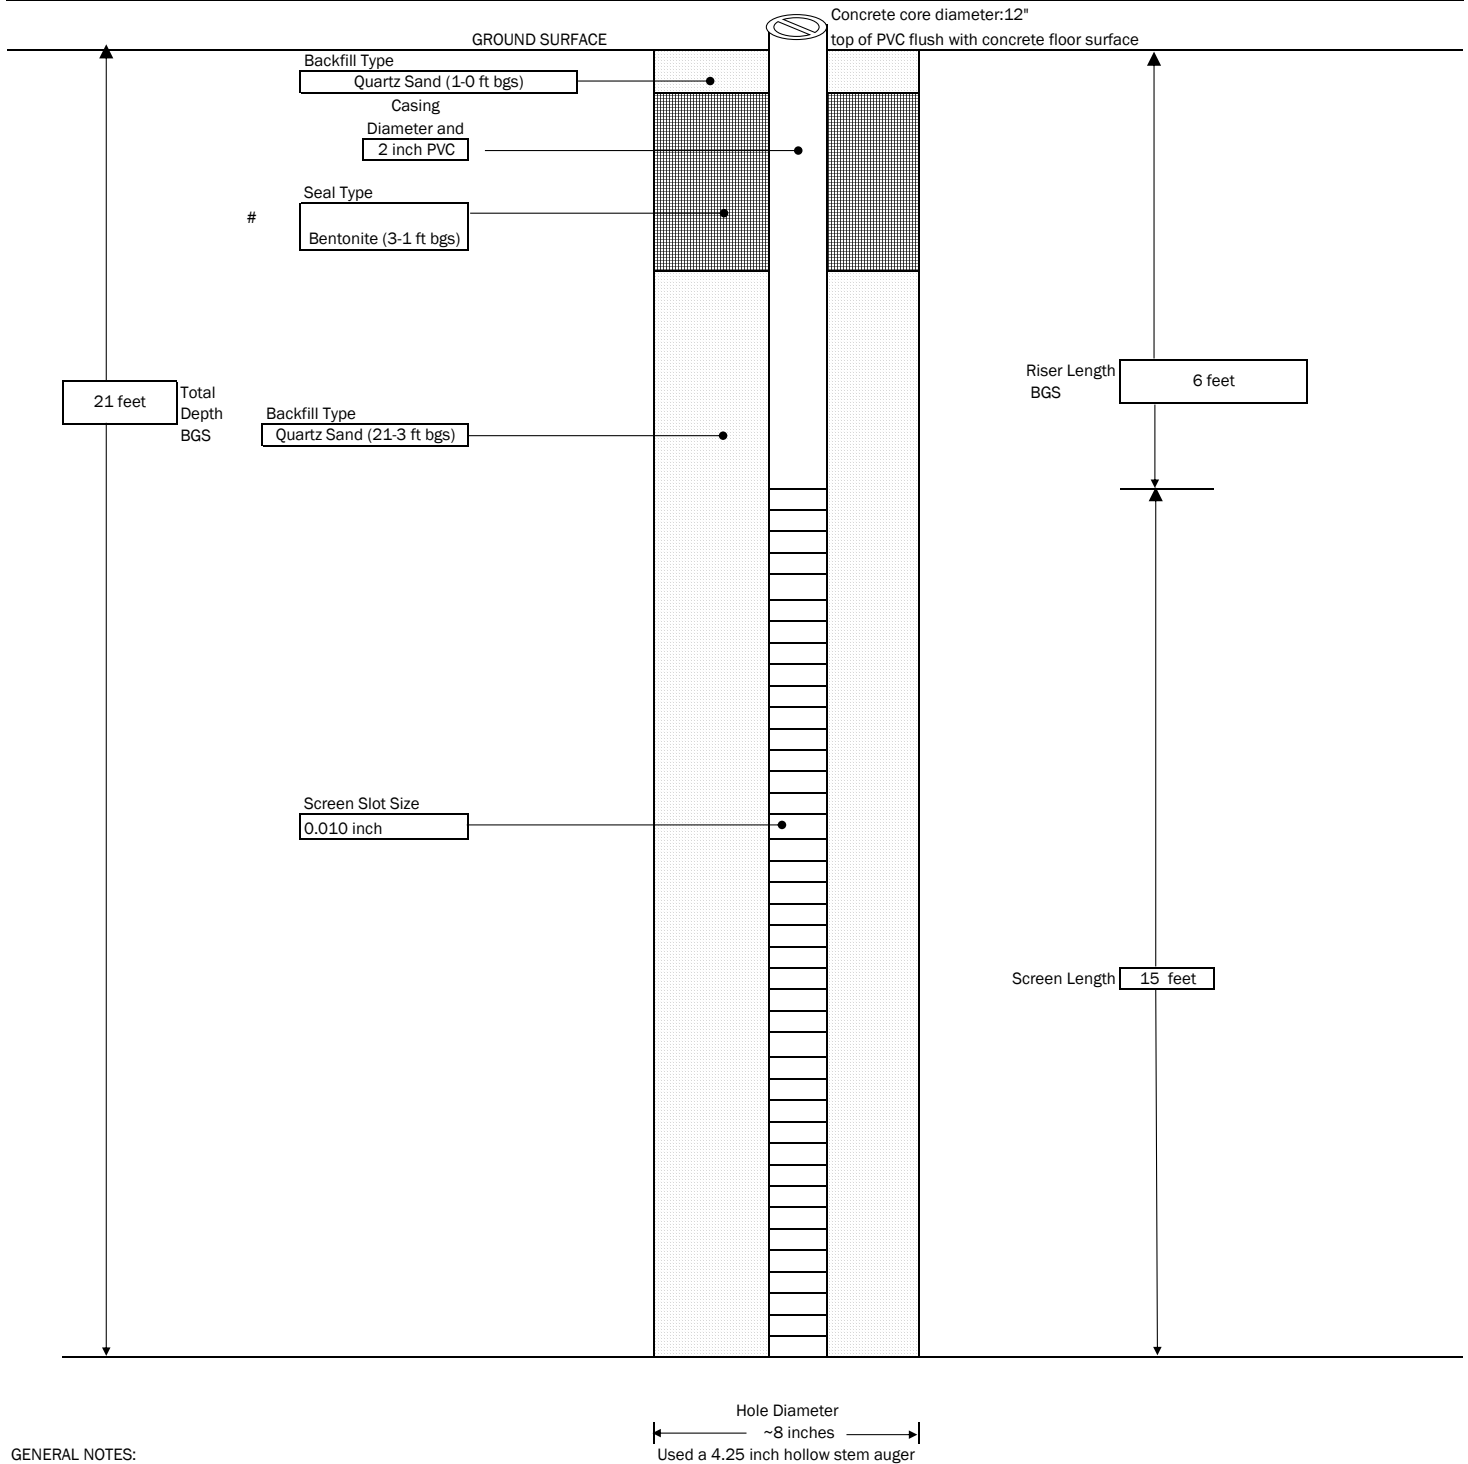 Concrete core diameter:12"
GROUND SURFACE
top of PVC flush with concrete floor surface
Backfill Type
Quartz Sand (1-0 ft bgs)
Casing
Diameter and
2 inch PVC
Seal Type
#
Bentonite (3-1 ft bgs)
Riser Length
BGS
6 feet
21 feet
Total
Depth
BGS
Backfill Type
Quartz Sand (21-3 ft bgs)
Screen Slot Size
0.010 inch
Screen Length
15 feet
Hole Diameter
~8 inches
GENERAL NOTES:
Used a 4.25 inch hollow stem auger